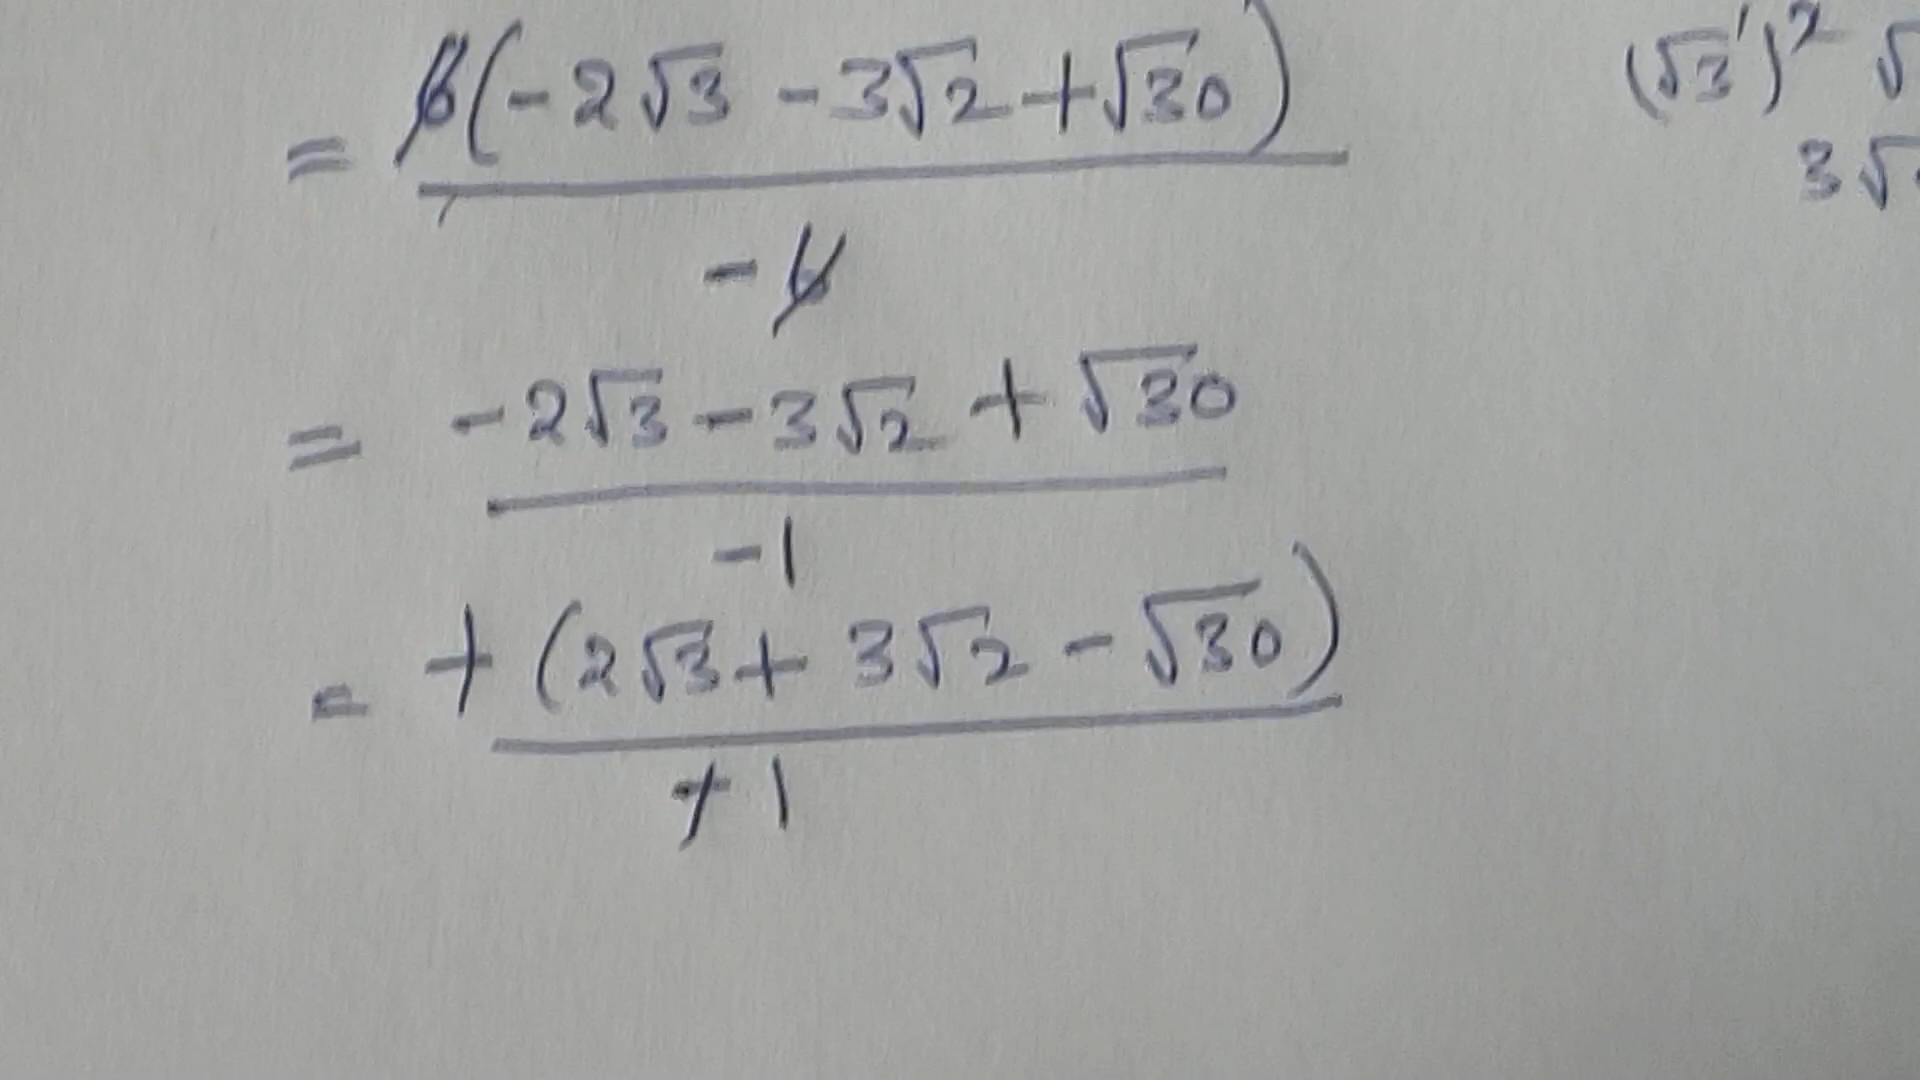 = 6(-2√3 - 3√2 + √30) / -6
(√3)² √
3√
= -2√3 - 3√2 + √30 / -1
= +(2√3 + 3√2 - √30) / +1